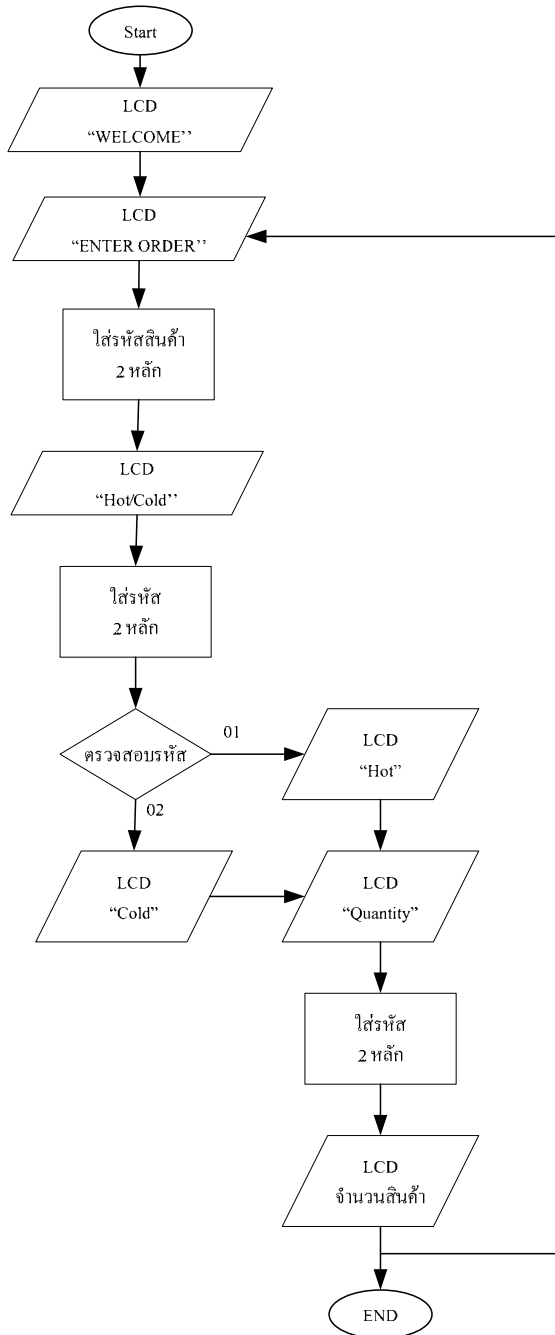 Start
LCD
“WELCOME’’
LCD
“ENTER ORDER’’
ใส่รหัสสินค้า
2 หลัก
LCD
“Hot/Cold’’
ใส่รหัส
2 หลัก
ตรวจสอบรหัส
01
LCD
“Hot”
02
LCD
“Cold”
LCD
“Quantity”
ใส่รหัส
2 หลัก
LCD
จำนวนสินค้า
END